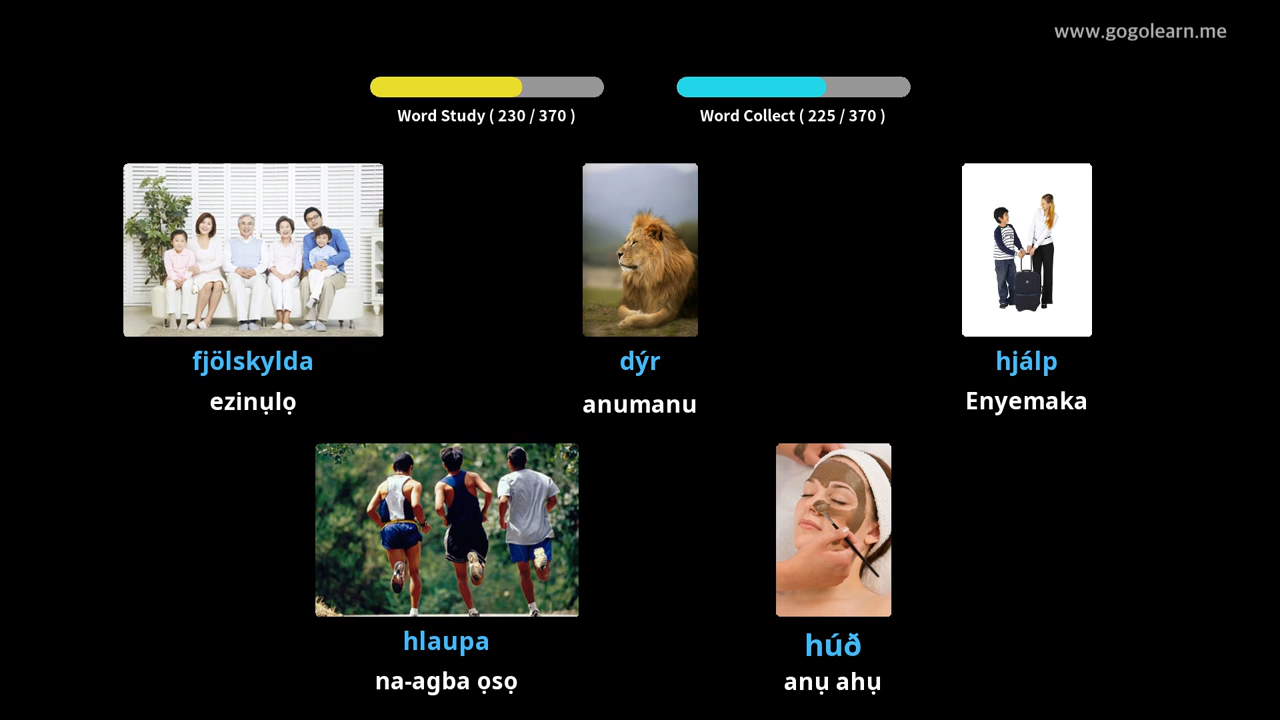 www.gogolearn.me
Word Study ( 230 / 370 )
Word Collect ( 225 / 370 )
fjölskylda
ezinụlọ
dýr
anumanu
hjálp
Enyemaka
hlaupa
na-agba ọsọ
húð
anụ ahụ